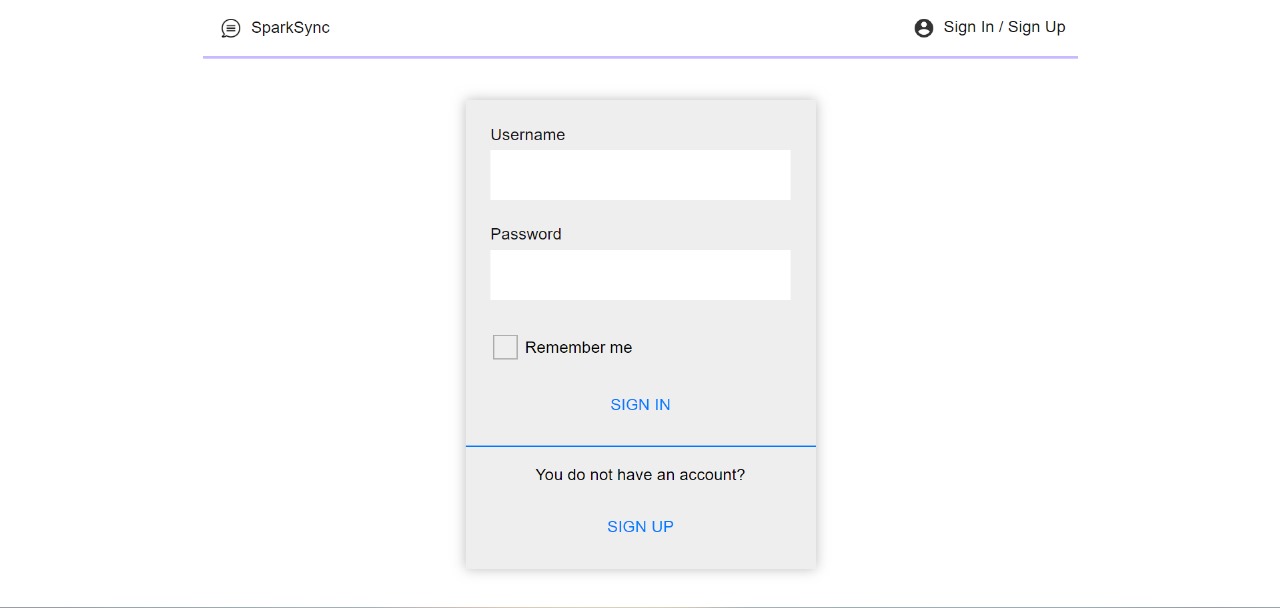 SparkSync
Sign In / Sign Up
Username
Password
Remember me
SIGN IN
You do not have an account?
SIGN UP